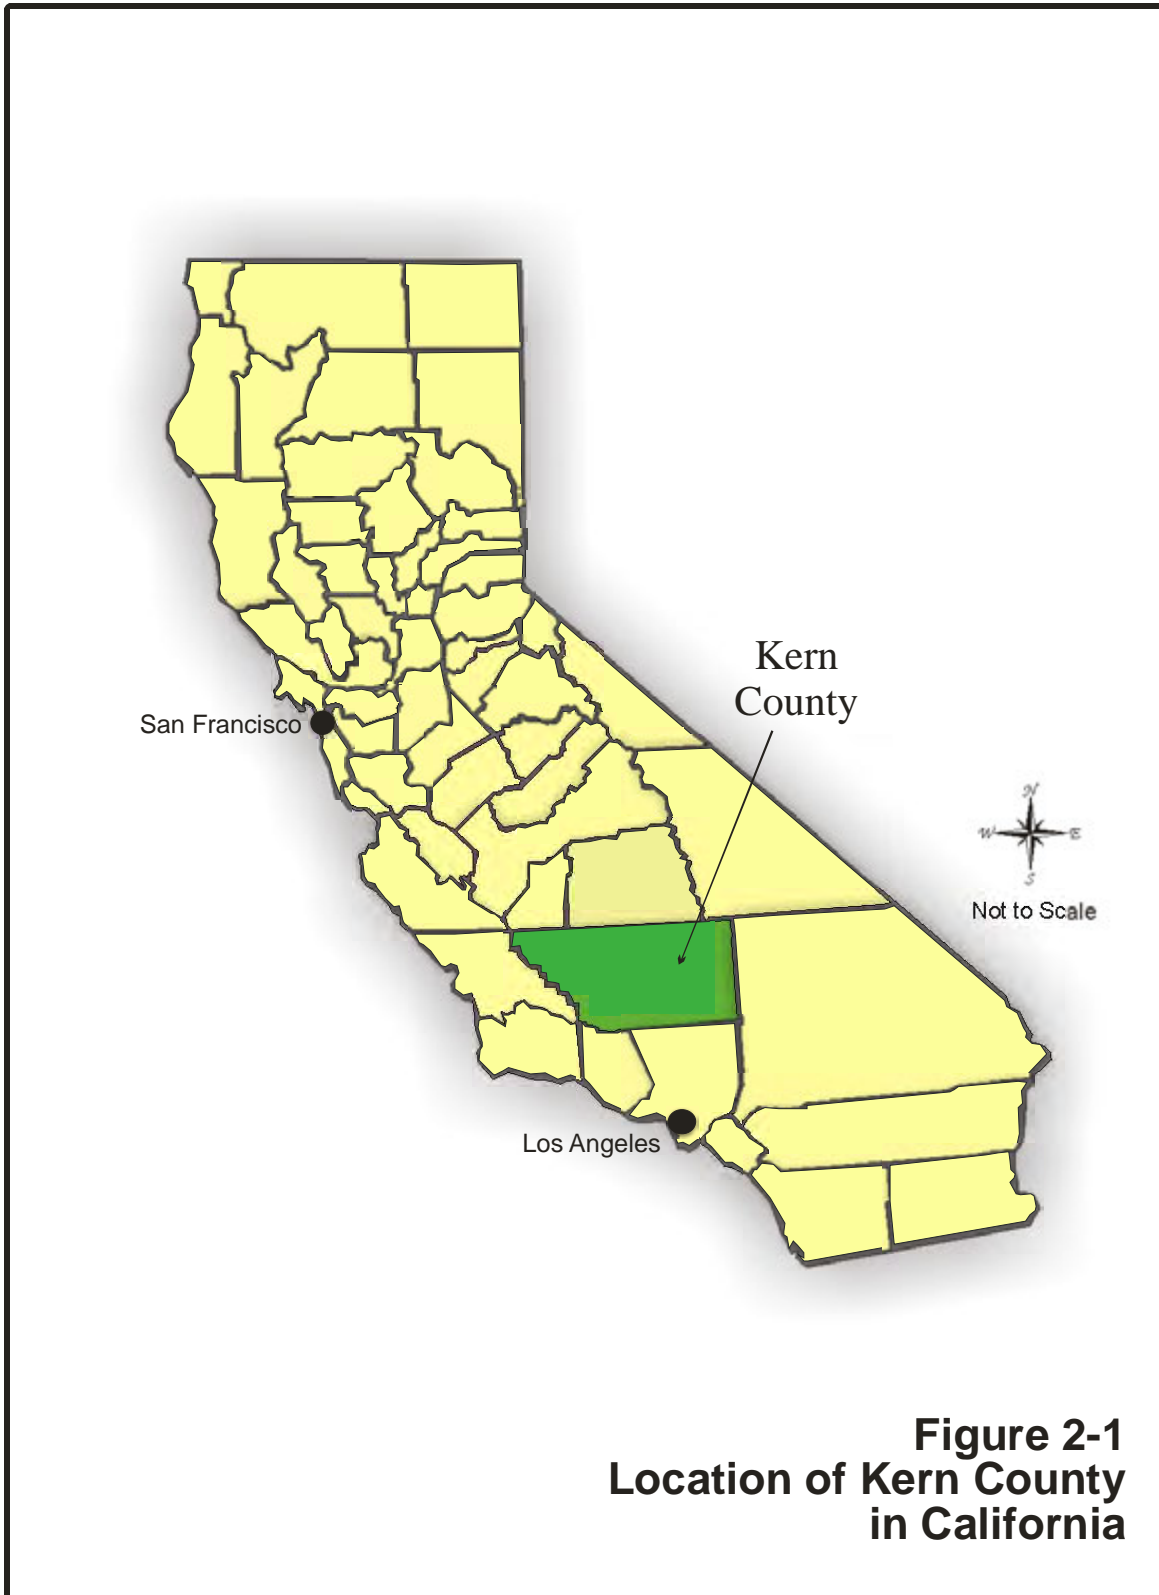 Kern
County
San Francisco
N
W
E
S
Not to Scale
Los Angeles
Figure 2-1
Location of Kern County
in California